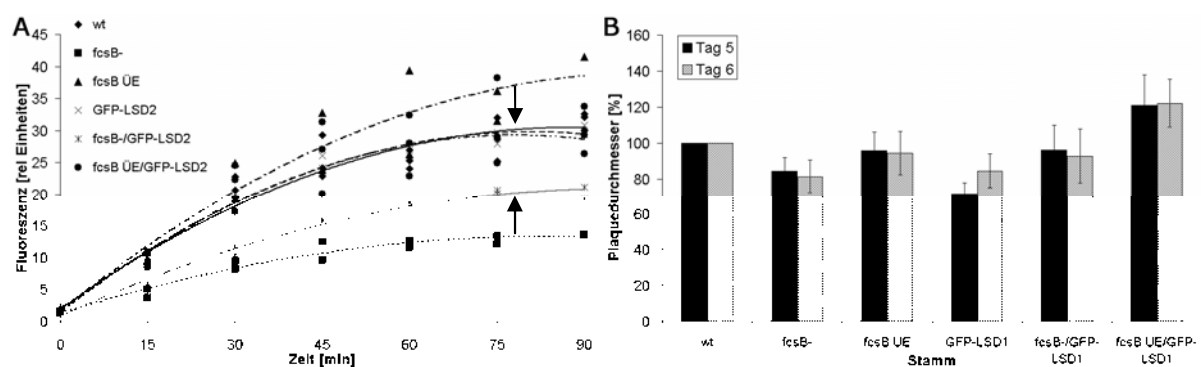 A
Fluoreszenz [rel Einheiten]
45
40
35
30
25
20
15
10
5
0
wt
fcsB-
fcsB ÜE
GFP-LSD2
fcsB-/GFP-LSD2
fcsB ÜE/GFP-LSD2
0 15 30 45 60 75 90
Zeit [min]
B
Plaquedurchmesser [%]
160
140
120
100
80
60
40
20
0
Tag 5
Tag 6
wt fcsB- fcsB UE GFP-LSD1 fcsB-/GFP- fcsB UE/GFP-
LSD1 LSD1
Stamm